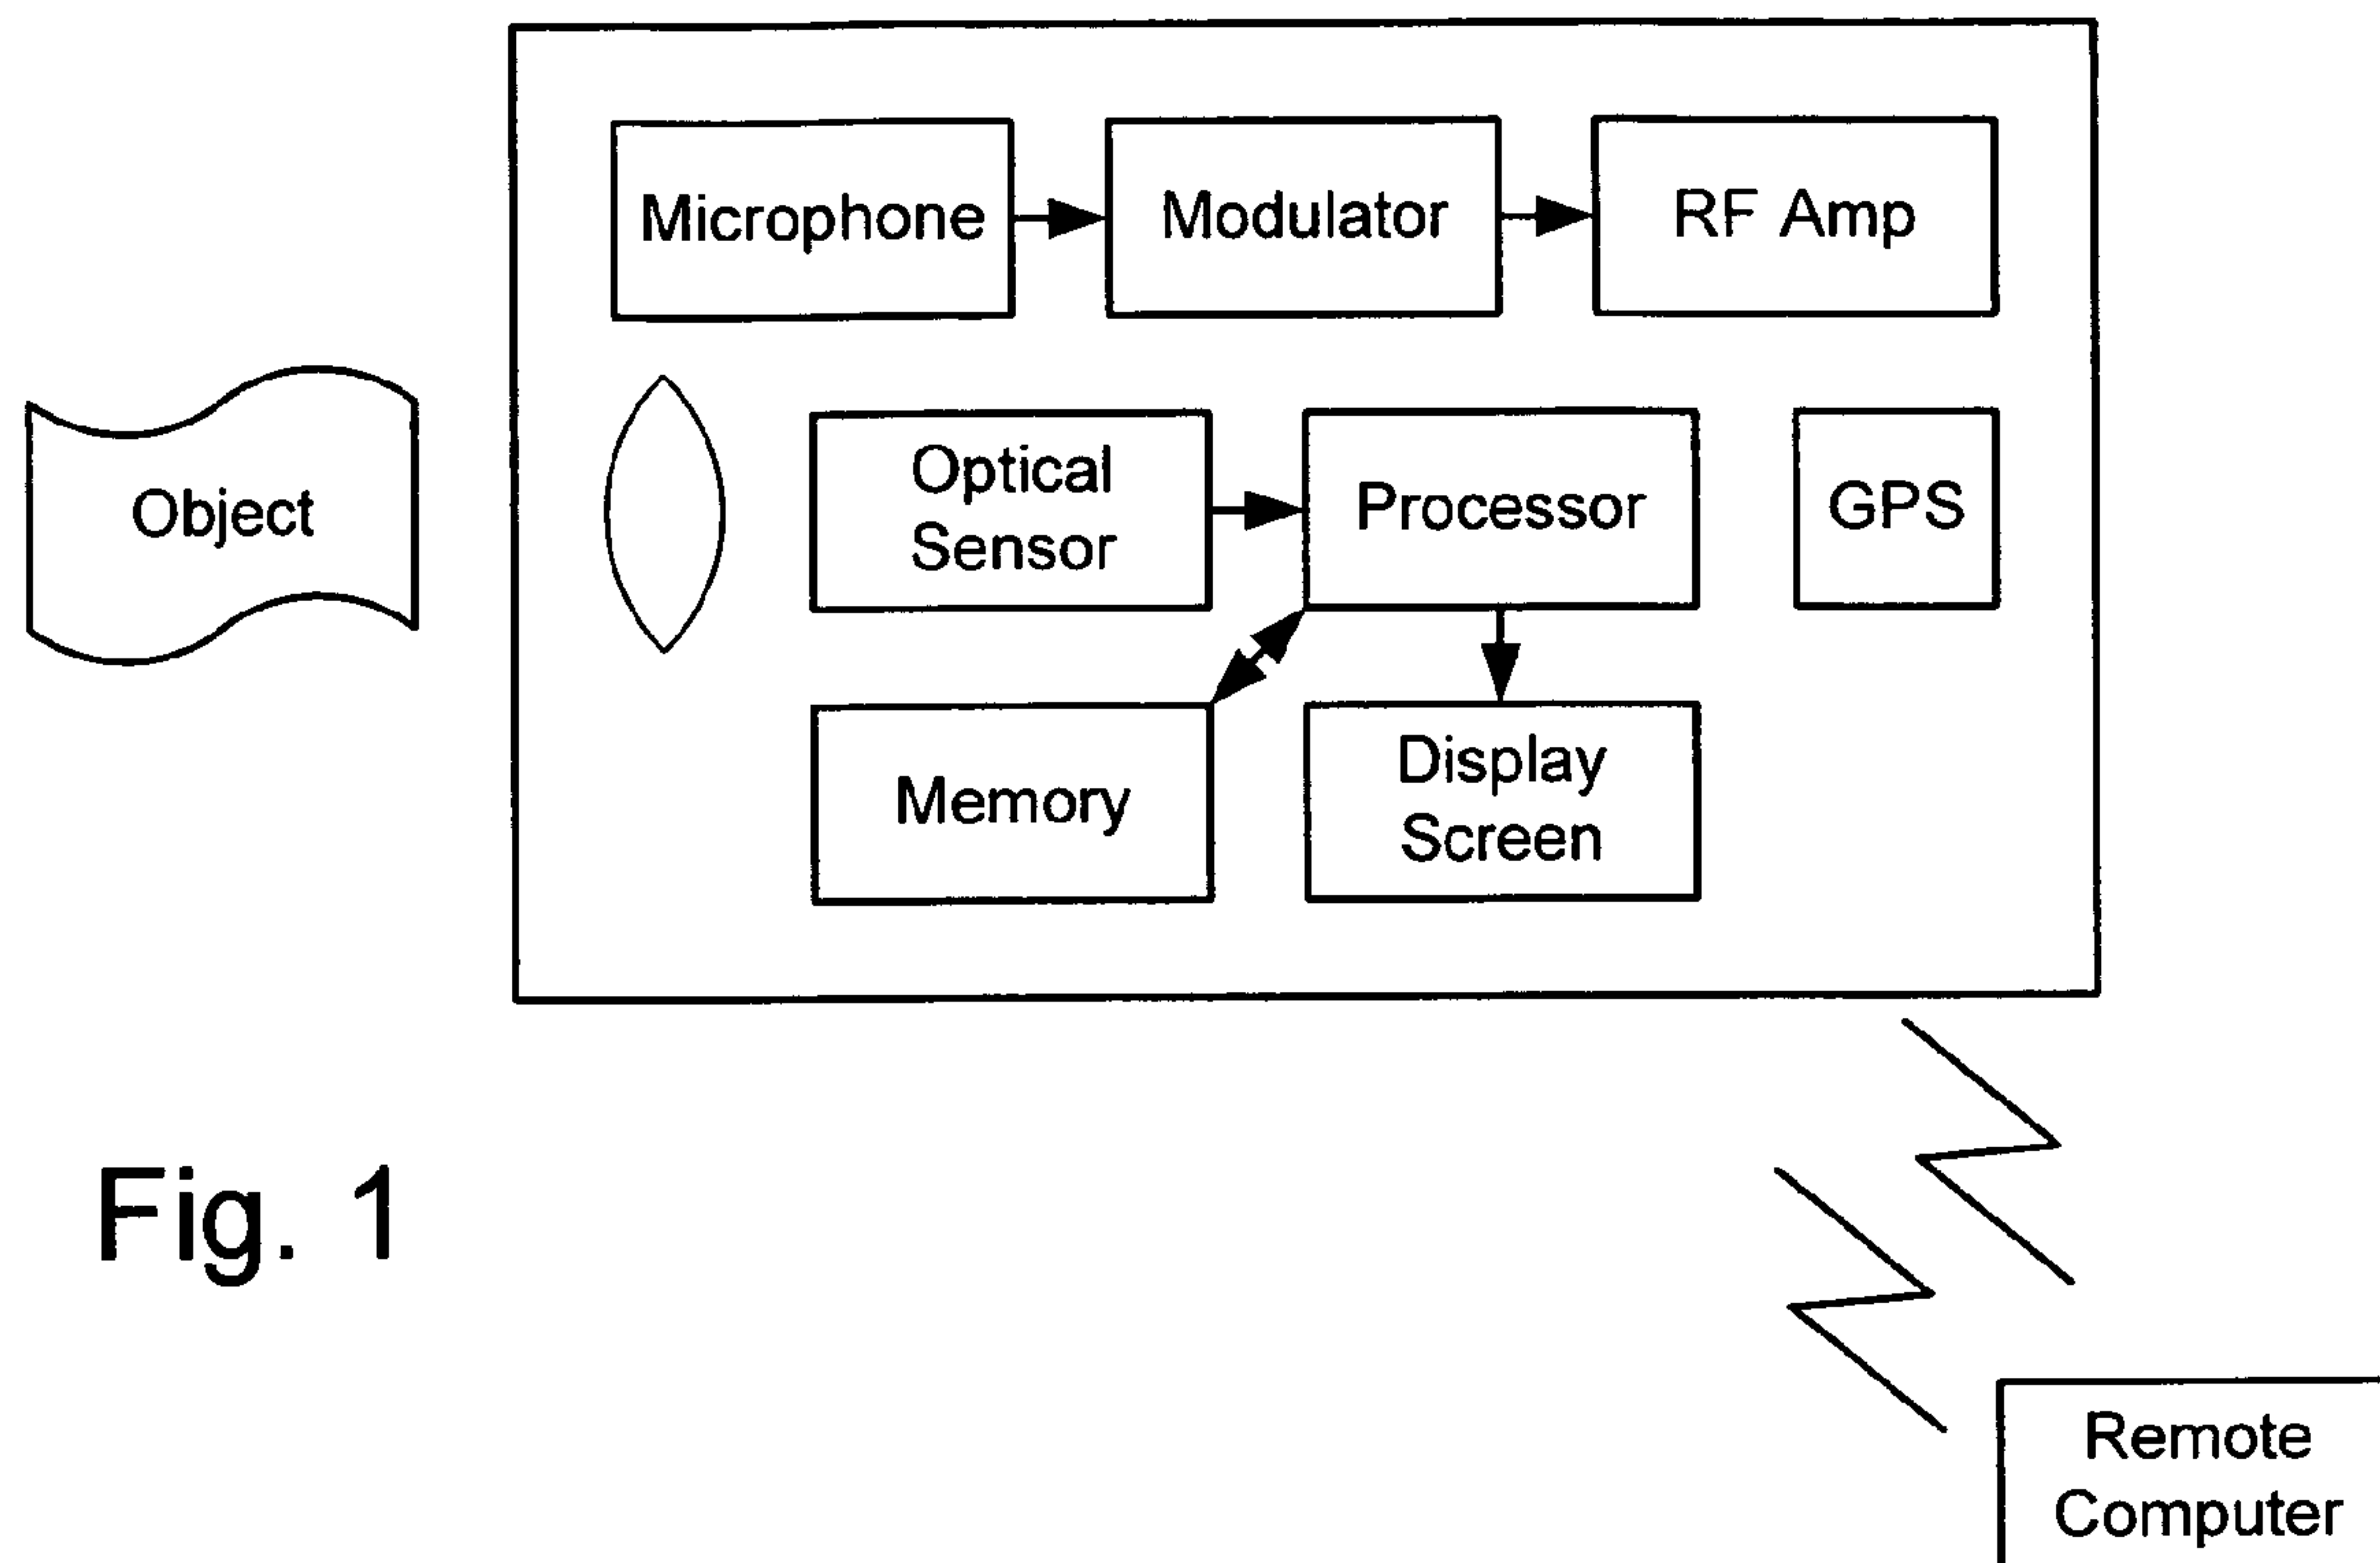 Microphone
Modulator
RF Amp
Object
Optical
Sensor
Processor
GPS
Memory
Display
Screen
Fig. 1
Remote
Computer